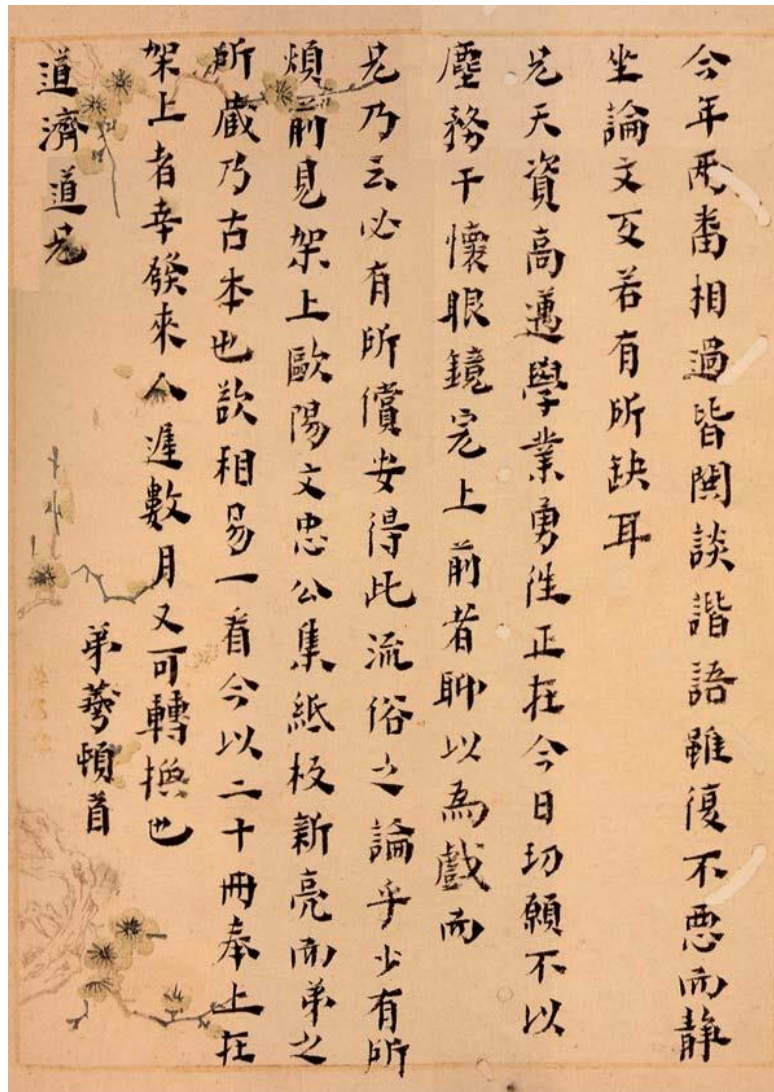 今年兩番相過皆闊談諧語雖復不惡而靜
坐論文互若有所缺耳
兄天資高邁學業勇往正在今日切願不以
塵務干懷眼鏡完上前者聊以為戲而
兄乃云必有所償安得此流俗之論乎少有所
煩前見架上歐陽文忠公集紙板新亮而弟之
所藏乃古本也欲相易一看今以二十冊奉上在
架上者幸發來人遲數月又可轉換也
弟蕚頓首
道濟道兄